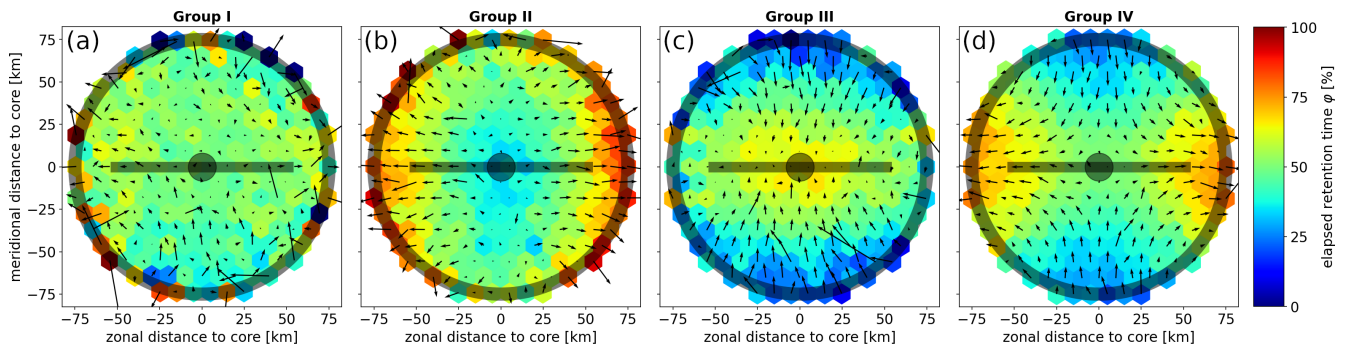 Group I
Group II
Group III
Group IV
(a)
(b)
(c)
(d)
meridional distance to core [km]
75
50
25
0
−25
−50
−75
−75 −50 −25 0 25 50 75
−75 −50 −25 0 25 50 75
−75 −50 −25 0 25 50 75
−75 −50 −25 0 25 50 75
zonal distance to core [km]
zonal distance to core [km]
zonal distance to core [km]
zonal distance to core [km]
100
75
50
25
0
elapsed retention time φ [%]